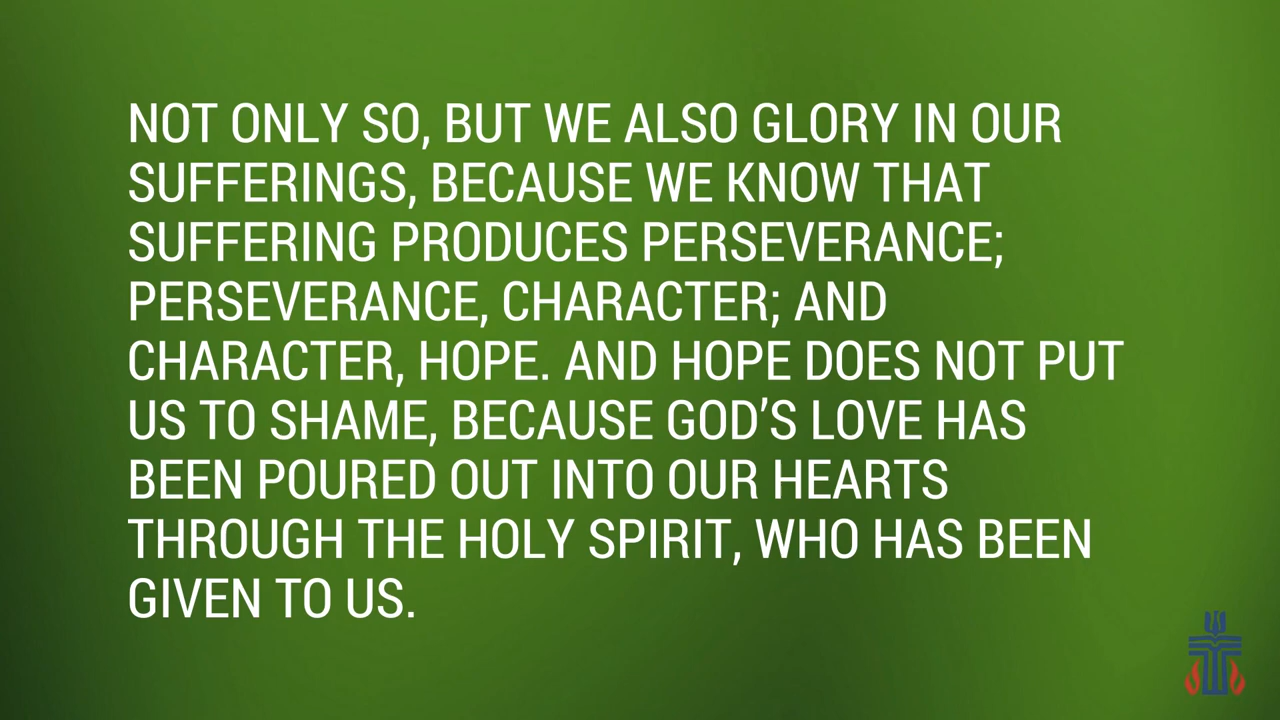 NOT ONLY SO, BUT WE ALSO GLORY IN OUR
SUFFERINGS, BECAUSE WE KNOW THAT
SUFFERING PRODUCES PERSEVERANCE;
PERSEVERANCE, CHARACTER; AND
CHARACTER, HOPE. AND HOPE DOES NOT PUT
US TO SHAME, BECAUSE GOD’S LOVE HAS
BEEN POURED OUT INTO OUR HEARTS
THROUGH THE HOLY SPIRIT, WHO HAS BEEN
GIVEN TO US.